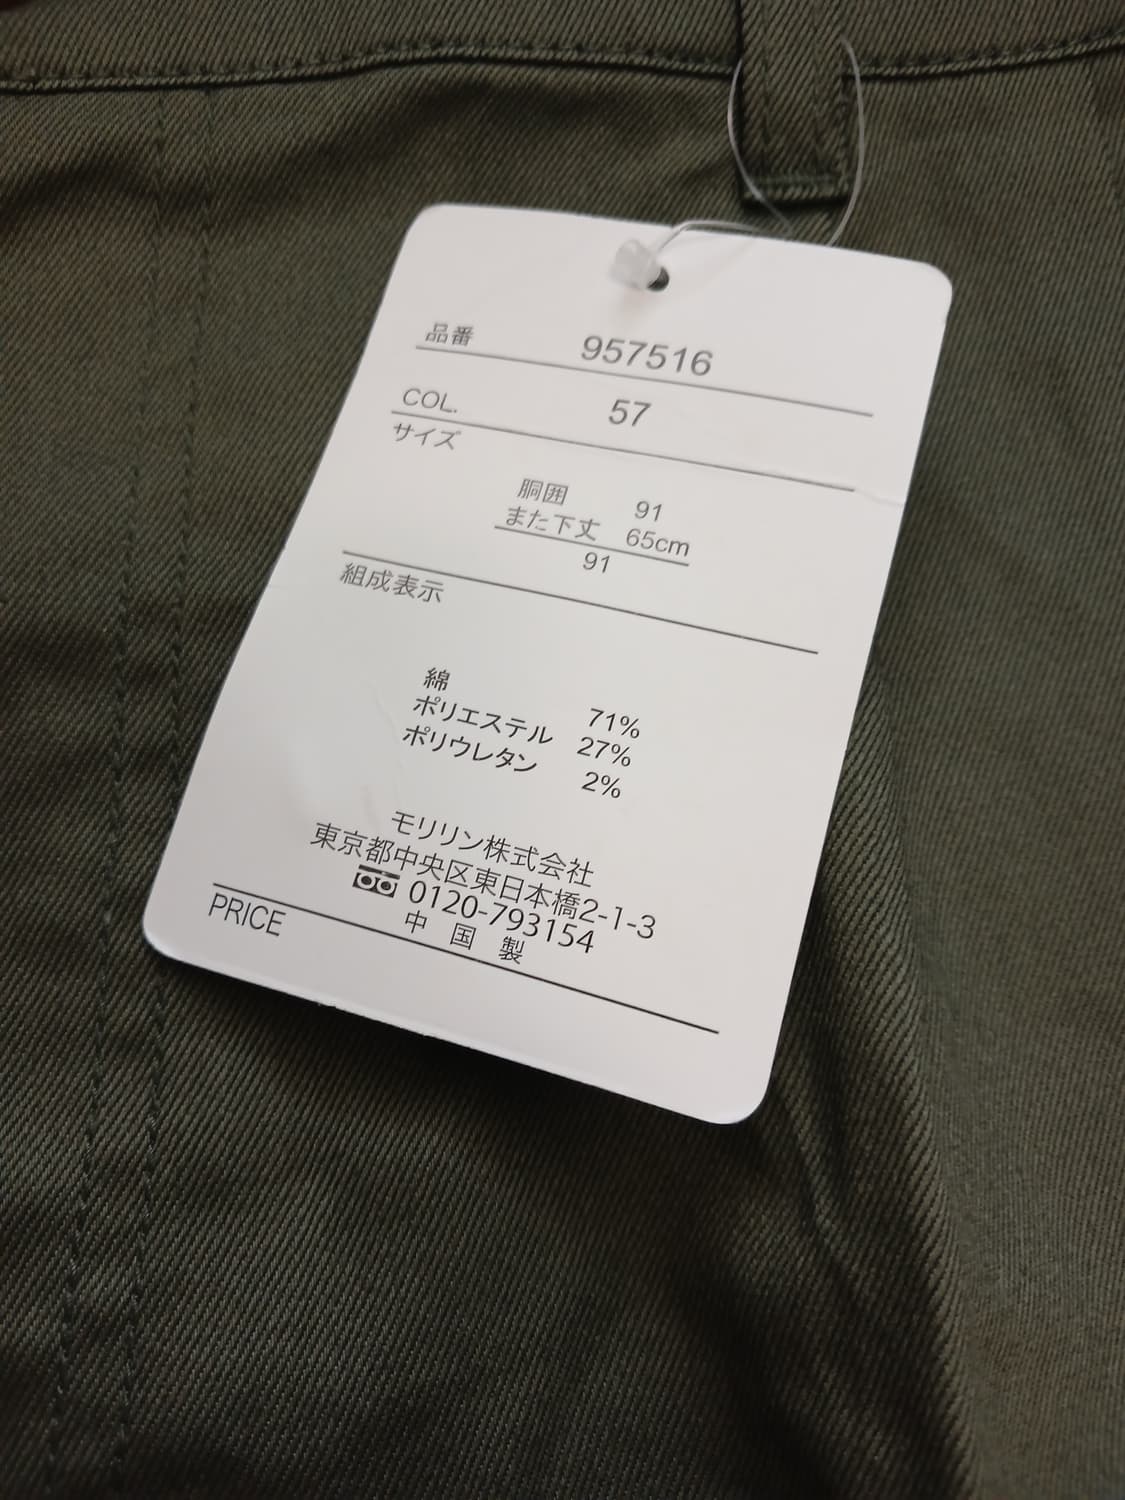 品番 957516
COL. 57
サイズ
胴囲 91
また下丈 65cm
91
組成表示
綿 71%
ポリエステル 27%
ポリウレタン 2%
モリリン株式会社
東京都中央区東日本橋2-1-3
0120-793154
中国製
PRICE